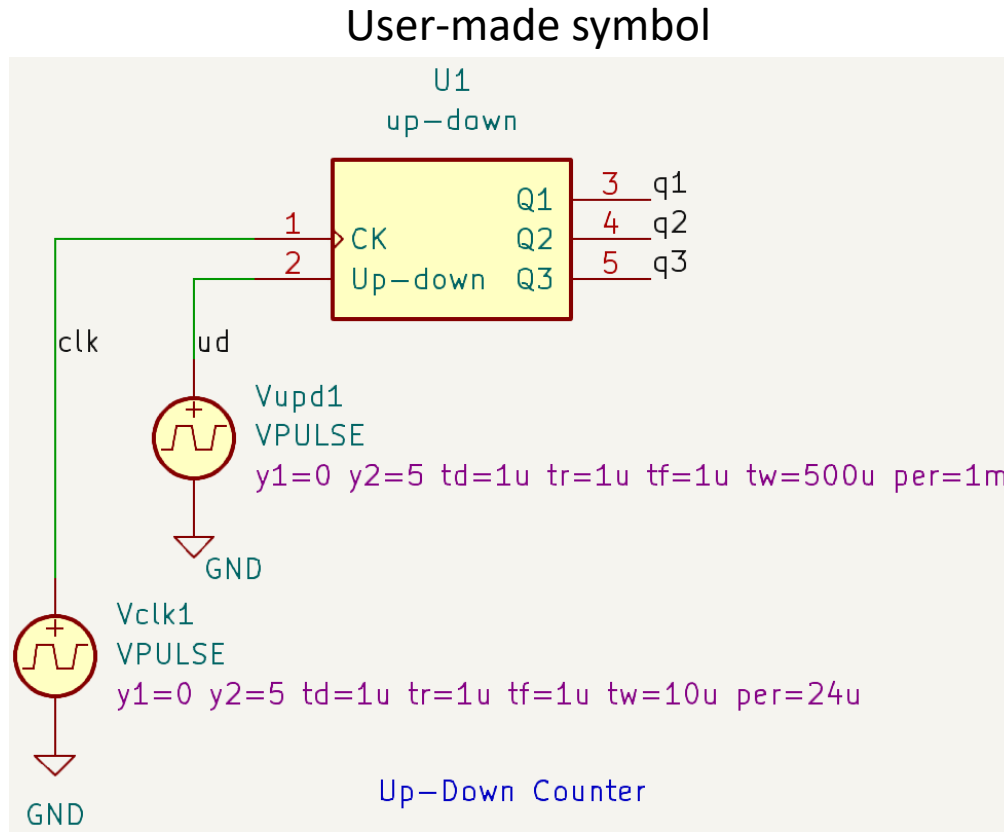 User-made symbol
U1
up-down
Q1 3 q1
1 CK Q2 4 q2
2 Up-down Q3 5 q3
clk ud
Vupd1
VPULSE
y1=0 y2=5 td=1u tr=1u tf=1u tw=500u per=1m
GND
Vclk1
VPULSE
y1=0 y2=5 td=1u tr=1u tf=1u tw=10u per=24u
Up-Down Counter
GND